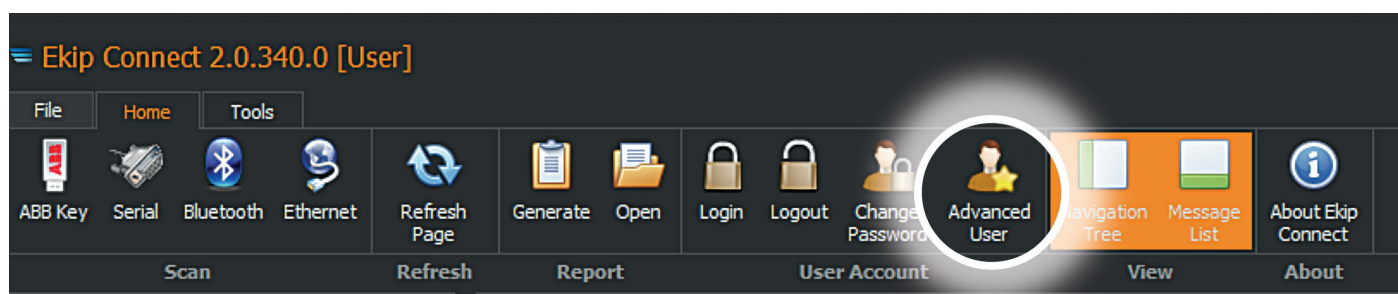 Ekip Connect 2.0.340.0 [User]
File Home Tools
ABB
ABB Key Serial Bluetooth Ethernet Refresh Page Generate Open Login Logout Change Password Advanced User Navigation Tree Message List About Ekip Connect
Scan Refresh Report User Account View About